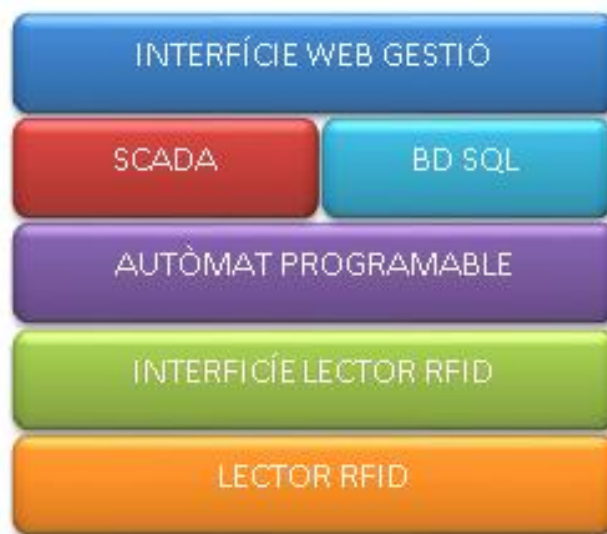 INTERFÍCIE WEB GESTIÓ
SCADA
BD SQL
AUTÒMAT PROGRAMABLE
INTERFICÍE LECTOR RFID
LECTOR RFID